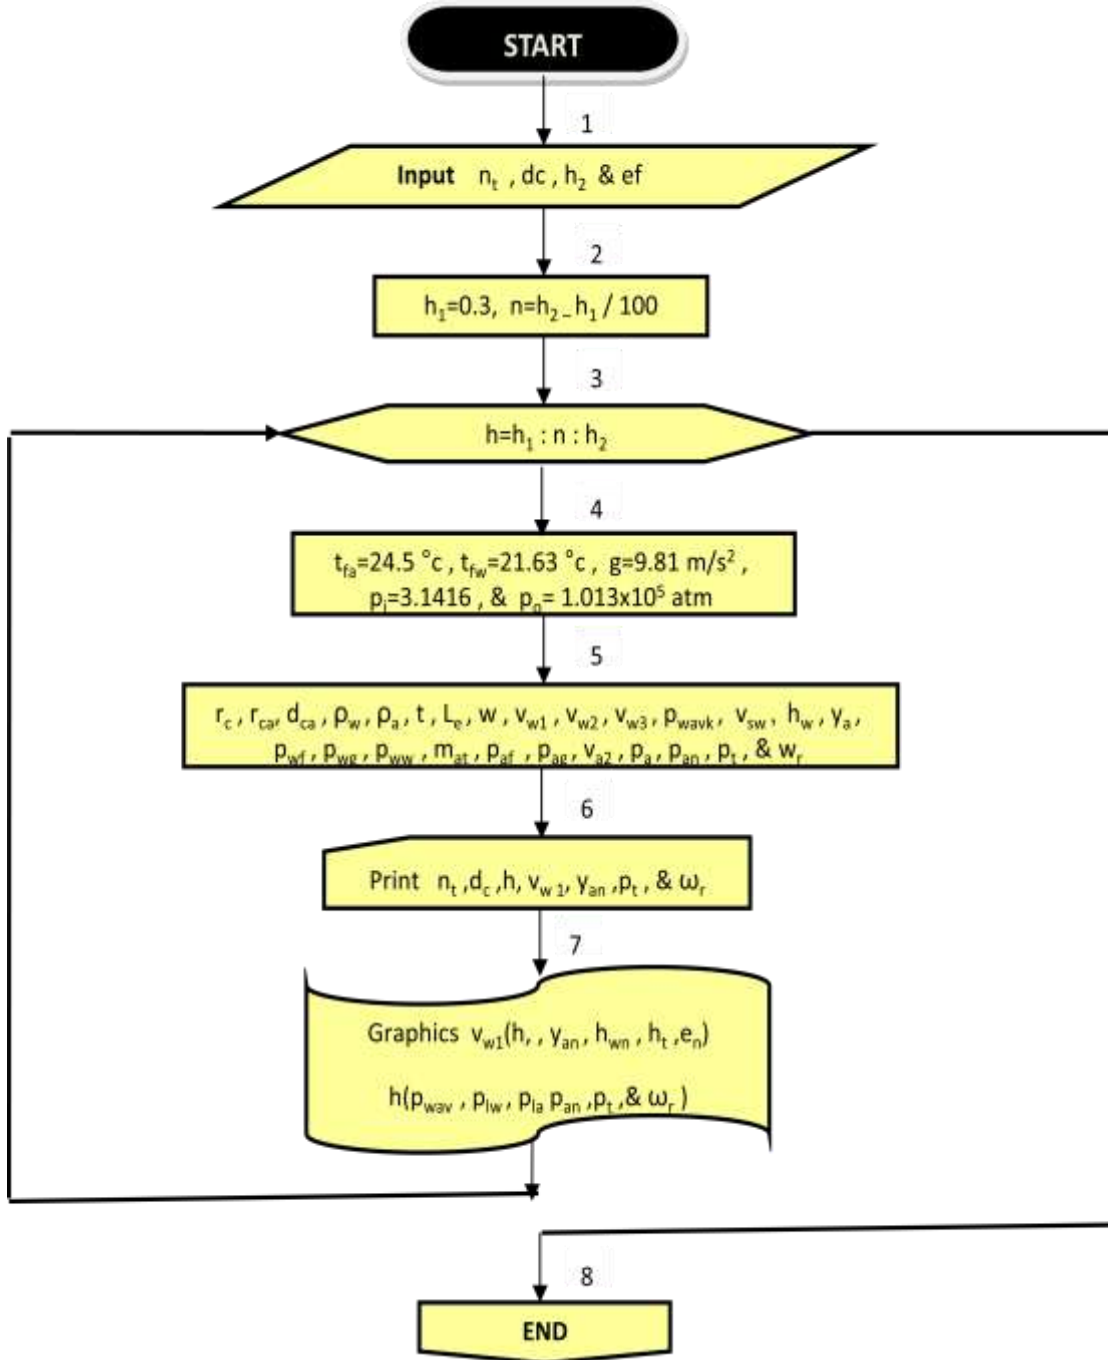 START
1
Input n_t , dc , h_2 & ef
2
h_1=0.3, n=h_2 – h_1 / 100
3
h=h_1 : n : h_2
4
t_fa=24.5 °c , t_fw=21.63 °c , g=9.81 m/s² ,
p_i=3.1416 , & p_o= 1.013x10⁵ atm
5
r_c , r_ca, d_ca , ρ_w , ρ_a , t , L_e , w , v_w1 , v_w2 , v_w3 , p_wavk , v_sw , h_w , y_a ,
p_wf , p_wg , p_ww , m_at , p_af , p_ag , v_a2 , p_a , p_an , p_t , & w_r
6
Print n_t ,d_c ,h, v_w 1, y_an ,p_t , & ω_r
7
Graphics v_w1(h, , y_an , h_wn , h_t ,e_n)
h(p_wav , p_lw , p_la p_an ,p_t ,& ω_r )
8
END